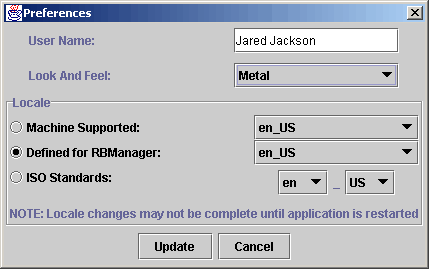 Preferences
User Name: Jared Jackson
Look And Feel: Metal
Locale
Machine Supported: en_US
Defined for RBManager: en_US
ISO Standards: en _ US
NOTE: Locale changes may not be complete until application is restarted
Update Cancel